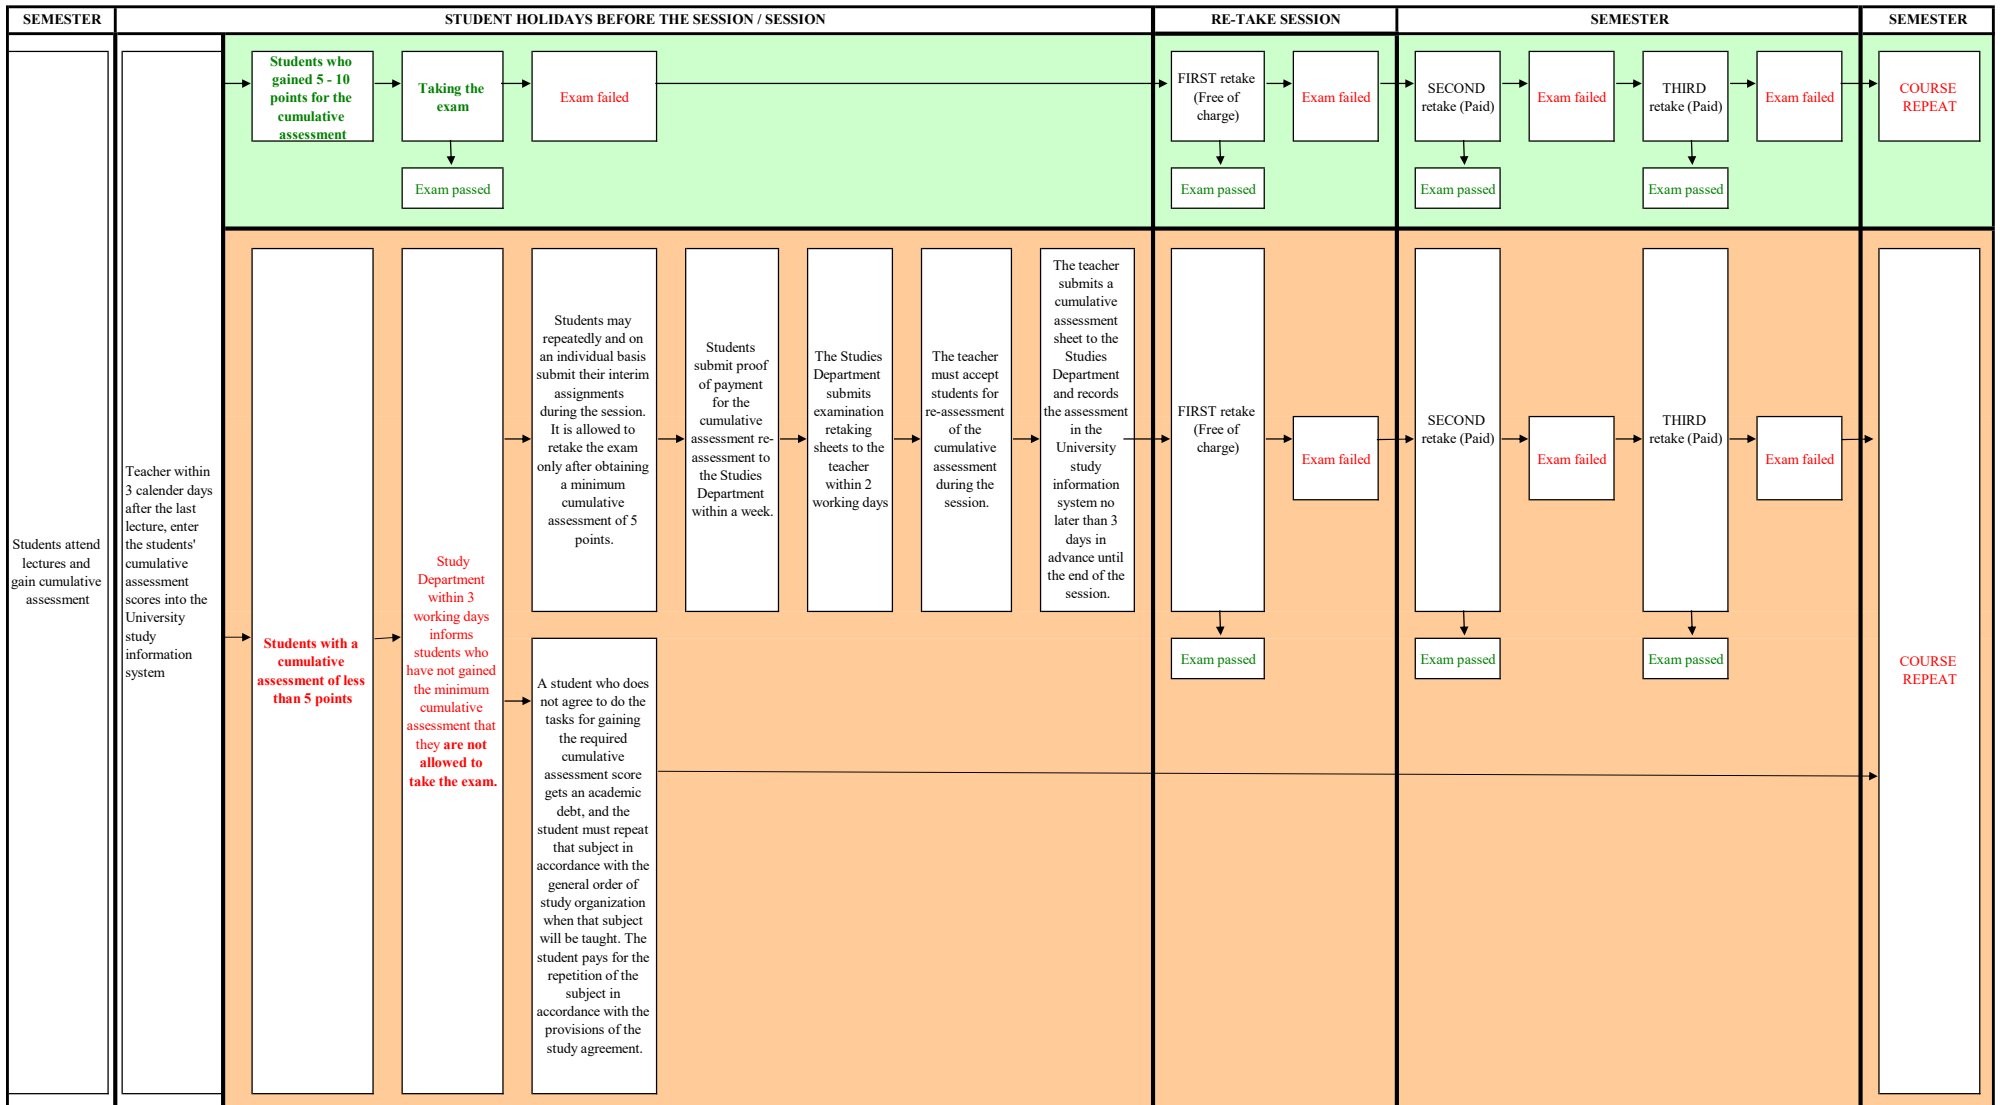 SEMESTER
STUDENT HOLIDAYS BEFORE THE SESSION / SESSION
RE-TAKE SESSION
SEMESTER
SEMESTER
Students attend
lectures and
gain cumulative
assessment
Teacher within
3 calender days
after the last
lecture, enter
the students'
cumulative
assessment
scores into the
University
study
information
system
Students who
gained 5 - 10
points for the
cumulative
assessment
Taking the
exam
Exam failed
FIRST retake
(Free of
charge)
Exam failed
SECOND
retake (Paid)
Exam failed
THIRD
retake (Paid)
Exam failed
COURSE
REPEAT
Exam passed
Exam passed
Exam passed
Exam passed
Students with a
cumulative
assessment of less
than 5 points
Study
Department
within 3
working days
informs
students who
have not gained
the minimum
cumulative
assessment that
they are not
allowed to
take the exam.
Students may
repeatedly and on
an individual basis
submit their interim
assignments
during the session.
It is allowed to
retake the exam
only after obtaining
a minimum
cumulative
assessment of 5
points.
Students
submit proof
of payment
for the
cumulative
assessment re-
assessment to
the Studies
Department
within a week.
The Studies
Department
submits
examination
retaking
sheets to the
teacher
within 2
working days
The teacher
must accept
students for
re-assessment
of the
cumulative
assessment
during the
session.
The teacher
submits a
cumulative
assessment
sheet to the
Studies
Department
and records
the assessment
in the
University
study
information
system no
later than 3
days in
advance until
the end of the
session.
FIRST retake
(Free of
charge)
Exam failed
SECOND
retake (Paid)
Exam failed
THIRD
retake (Paid)
Exam failed
Exam passed
Exam passed
Exam passed
COURSE
REPEAT
A student who does
not agree to do the
tasks for gaining
the required
cumulative
assessment score
gets an academic
debt, and the
student must repeat
that subject in
accordance with the
general order of
study organization
when that subject
will be taught. The
student pays for the
repetition of the
subject in
accordance with the
provisions of the
study agreement.